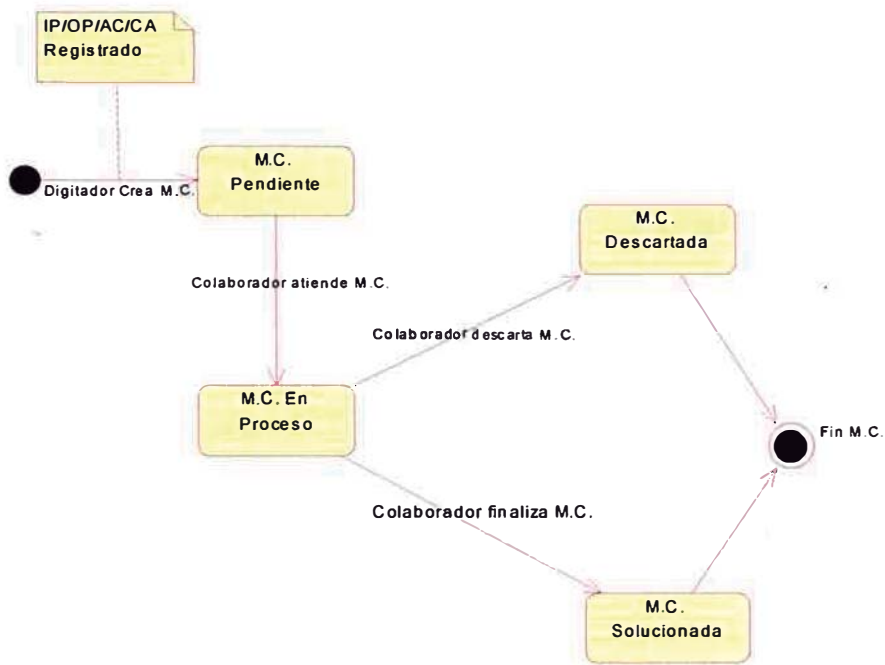 IP/OP/AC/CA
Registrado
M.C.
Pendiente
Digitador Crea M.C.
M.C.
Descartada
Colaborador atiende M.C.
Colaborador descarta M.C.
M.C. En
Proceso
Fin M.C.
Colaborador finaliza M.C.
M.C.
Solucionada